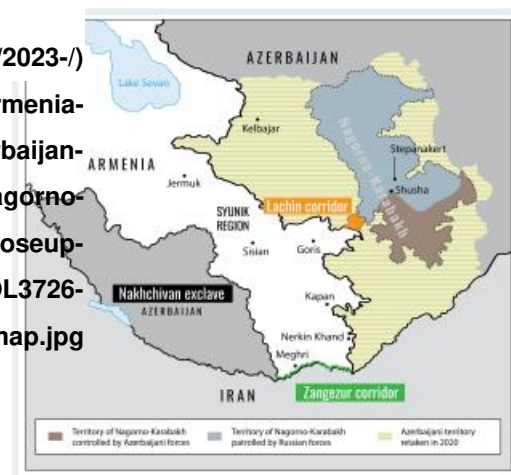 /2023-/)
rmenia-
rbaijan-
agorno-
oseup-
DL3726-
map.jpg
AZERBAIJAN
Lake Sevan
Kelbajar
Nagorno-Karabakh
Stepanakert
ARMENIA
Jermuk
Shusha
SYUNIK
REGION
Lachin corridor
Sisian
Goris
Nakhchivan exclave
AZERBAIJAN
Kapan
Nerkin Khand
Meghri
IRAN
Zangezur corridor
Territory of Nagorno-Karabakh
controlled by Azerbaijani forces
Territory of Nagorno-Karabakh
patrolled by Russian forces
Azerbaijani territory
retaken in 2020